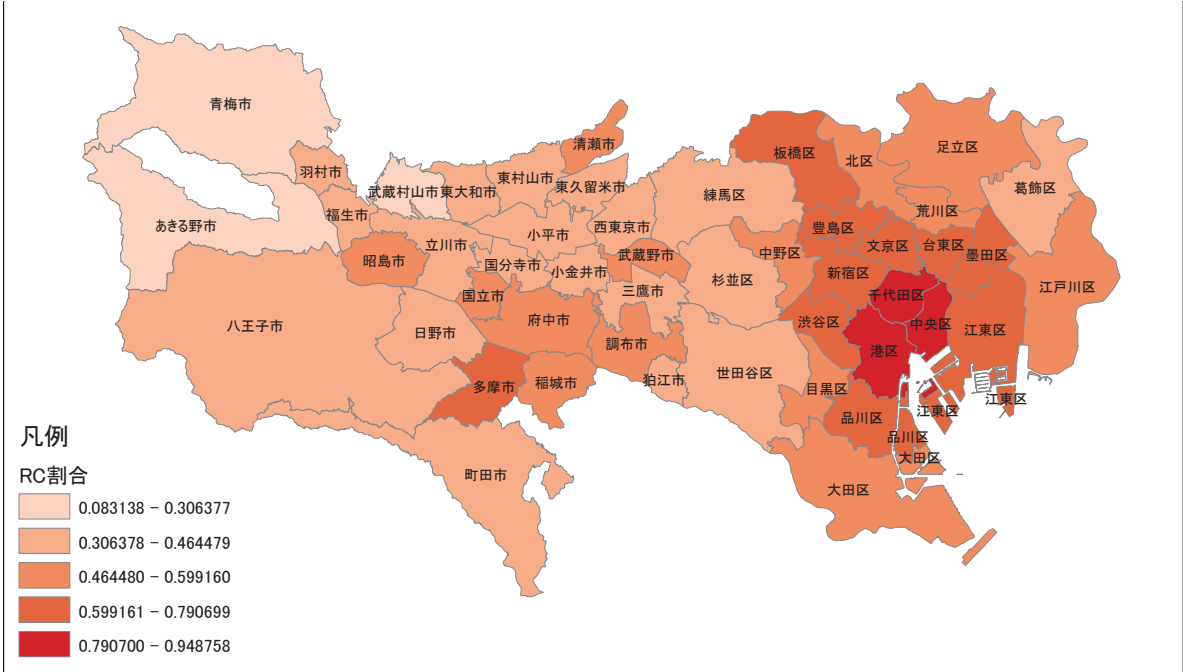 青梅市
清瀬市
足立区
板橋区
北区
羽村市
武蔵村山市
東大和市
東村山市
東久留米市
練馬区
葛飾区
福生市
あきる野市
小平市
西東京市
荒川区
豊島区
文京区
台東区
墨田区
立川市
昭島市
国分寺市
小金井市
武蔵野市
中野区
新宿区
杉並区
三鷹市
千代田区
江戸川区
国立市
八王子市
日野市
府中市
調布市
渋谷区
中央区
江東区
港区
世田谷区
狛江市
多摩市
稲城市
目黒区
品川区
江東区
江東区
品川区
大田区
町田市
大田区
凡例
RC割合
0.083138 - 0.306377
0.306378 - 0.464479
0.464480 - 0.599160
0.599161 - 0.790699
0.790700 - 0.948758